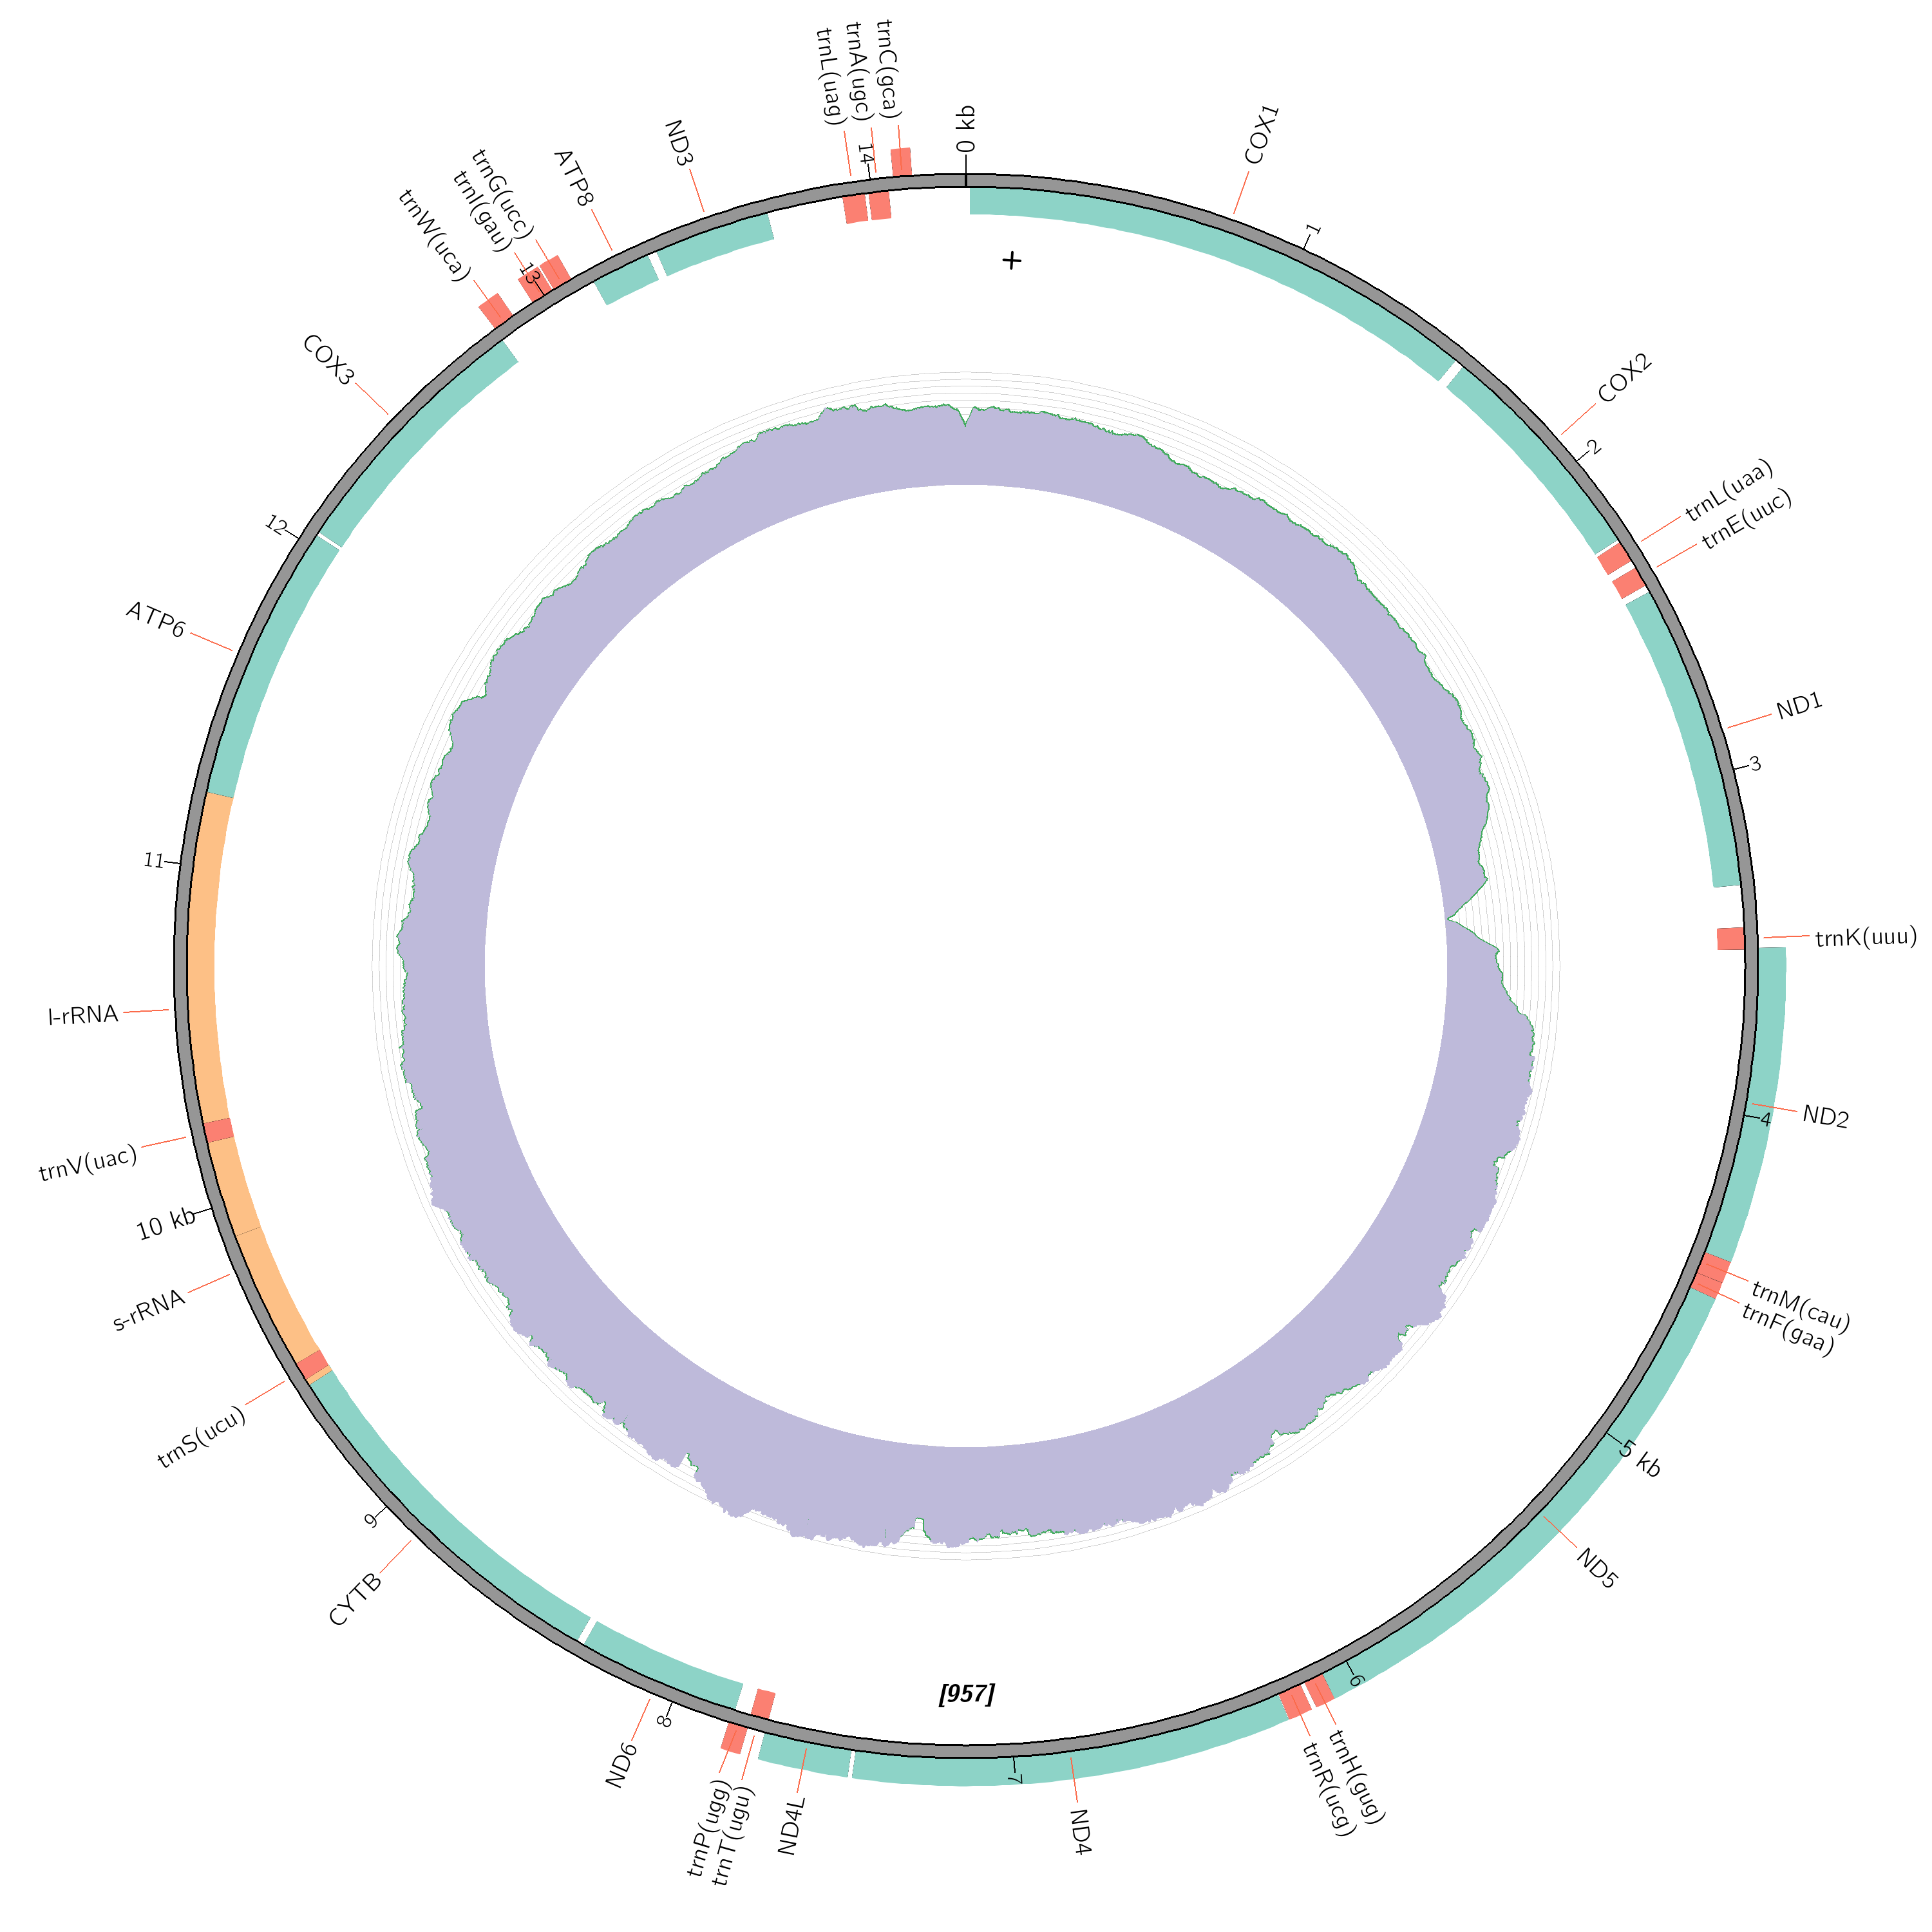 0 kb
COX1
1
COX2
2
trnL(uaa)
trnE(uuc)
ND1
3
trnK(uuu)
ND2
4
trnM(cau)
trnF(gaa)
5 kb
ND5
6
trnH(gug)
trnR(ucg)
7
ND4
ND4L
trnT(ugu)
trnP(ugg)
8
ND6
CYTB
9
trnS(ucu)
s-rRNA
10 kb
trnV(uac)
l-rRNA
11
ATP6
12
COX3
trnW(uca)
trnI(gau)
13
trnG(ucc)
ATP8
ND3
trnL(uag)
trnA(ugc)
14
trnC(gca)
+
[957]